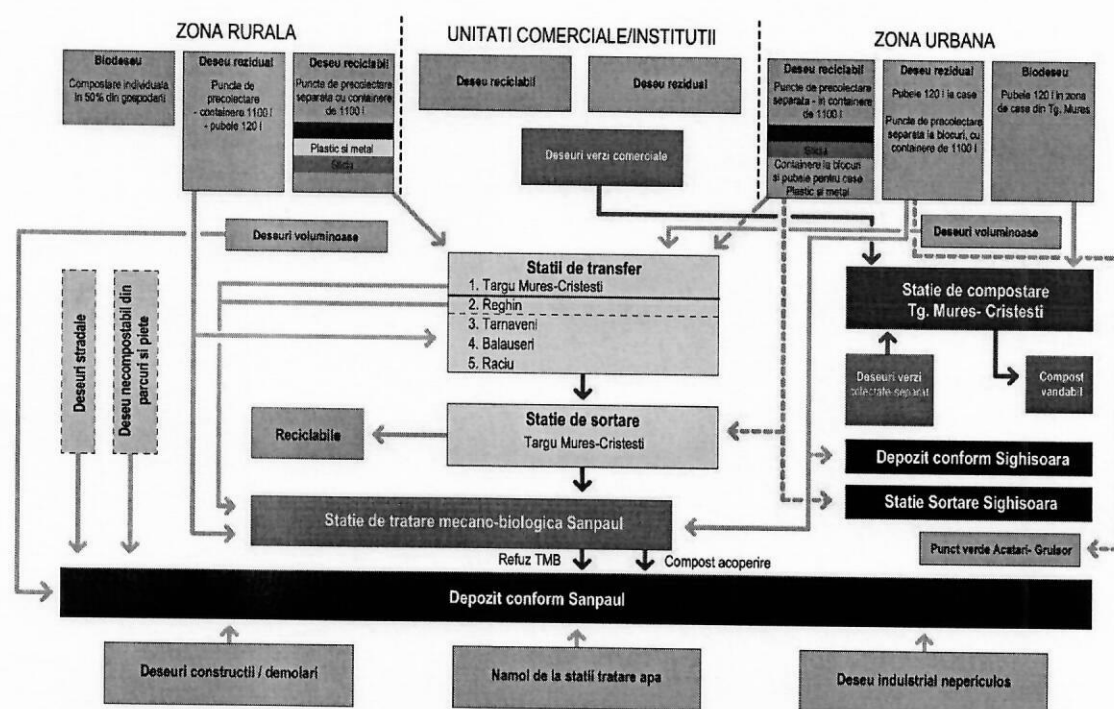 ZONA RURALA
UNITATI COMERCIALE/INSTITUTII
ZONA URBANA
Biodeseu
Compostare individuala
in 50% din gospodarii
Deseu rezidual
Puncte de
precolectare
- containere 1100 l
- pubele 120 l
Deseu reciclabil
Puncte de precolectare
separata cu containere
de 1100 l
Plastic si metal
Sticla
Deseu reciclabil
Deseu rezidual
Deseuri verzi comerciale
Deseu reciclabil
Puncte de precolectare
separata - in containere
de 1100 l
Sticla
Containere la blocuri
si pubele pentru case
Plastic si metal
Deseu rezidual
Pubele 120 l la case
Puncte de precolectare
separata la blocuri, cu
containere de 1100 l
Biodeseu
Pubele 120 l in zona
de case din Tg. Mures
Deseuri voluminoase
Deseuri voluminoase
Deseuri stradale
Deseu necompostabil din
parcuri si piete
Statii de transfer
1. Targu Mures-Cristesti
2. Reghin
3. Tarnaveni
4. Balauseri
5. Raciu
Statie de compostare
Tg. Mures- Cristesti
Deseuri verzi
colectate separat
Compost
vandabil
Reciclabile
Statie de sortare
Targu Mures-Cristesti
Depozit conform Sighisoara
Statie Sortare Sighisoara
Statie de tratare mecano-biologica Sanpaul
Punct verde Acatari- Gruisor
Refuz TMB
Compost acoperire
Depozit conform Sanpaul
Deseuri constructii / demolari
Namol de la statii tratare apa
Deseu indulstrial nepericulos